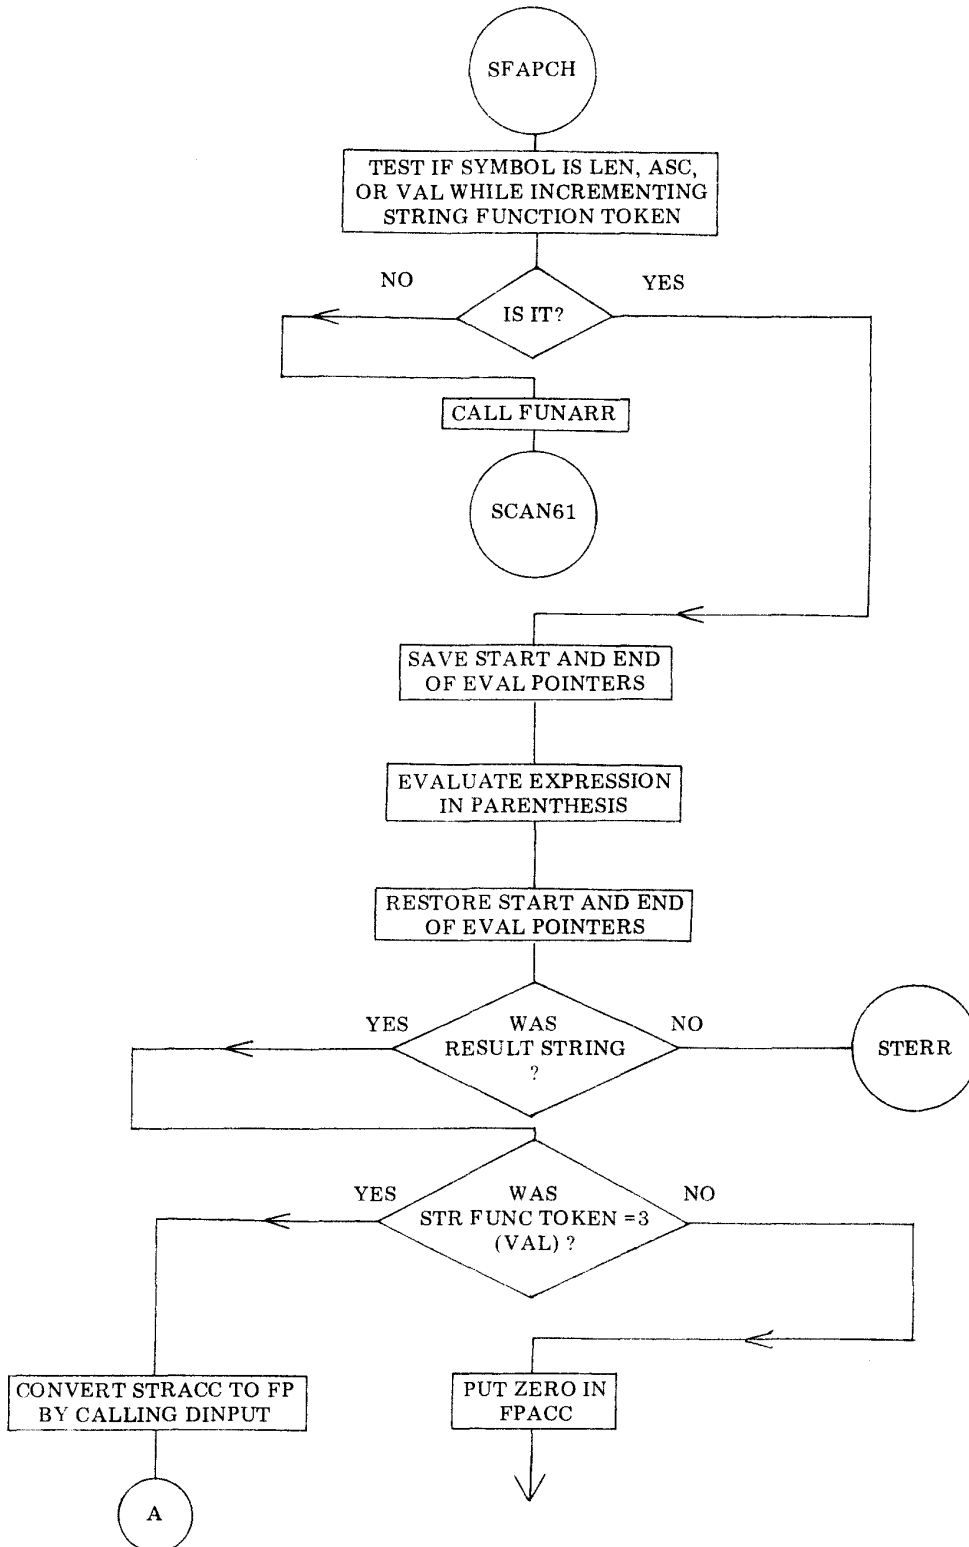 SFAPCH
TEST IF SYMBOL IS LEN, ASC,
OR VAL WHILE INCREMENTING
STRING FUNCTION TOKEN
NO
YES
IS IT?
CALL FUNARR
SCAN61
SAVE START AND END
OF EVAL POINTERS
EVALUATE EXPRESSION
IN PARENTHESIS
RESTORE START AND END
OF EVAL POINTERS
YES
WAS
RESULT STRING
?
NO
STERR
YES
WAS
STR FUNC TOKEN =3
(VAL) ?
NO
CONVERT STRACC TO FP
BY CALLING DINPUT
PUT ZERO IN
FPACC
A